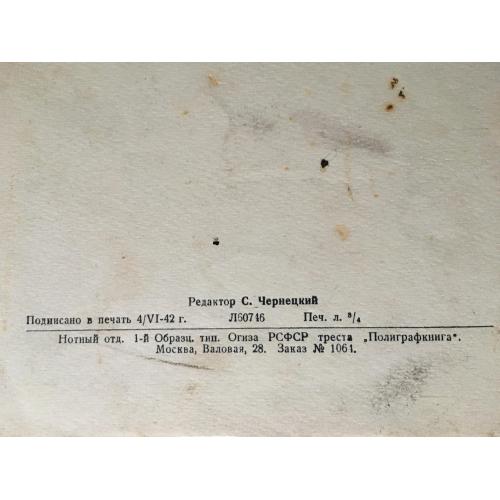 Редактор С. Чернецкий
Подписано в печать 4/VI-42 г. Л60746 Печ. л. ³/₄
Нотный отд. 1-й Образц. тип. Огиза РСФСР треста „Полиграфкнига".
Москва, Валовая, 28. Заказ № 1061.